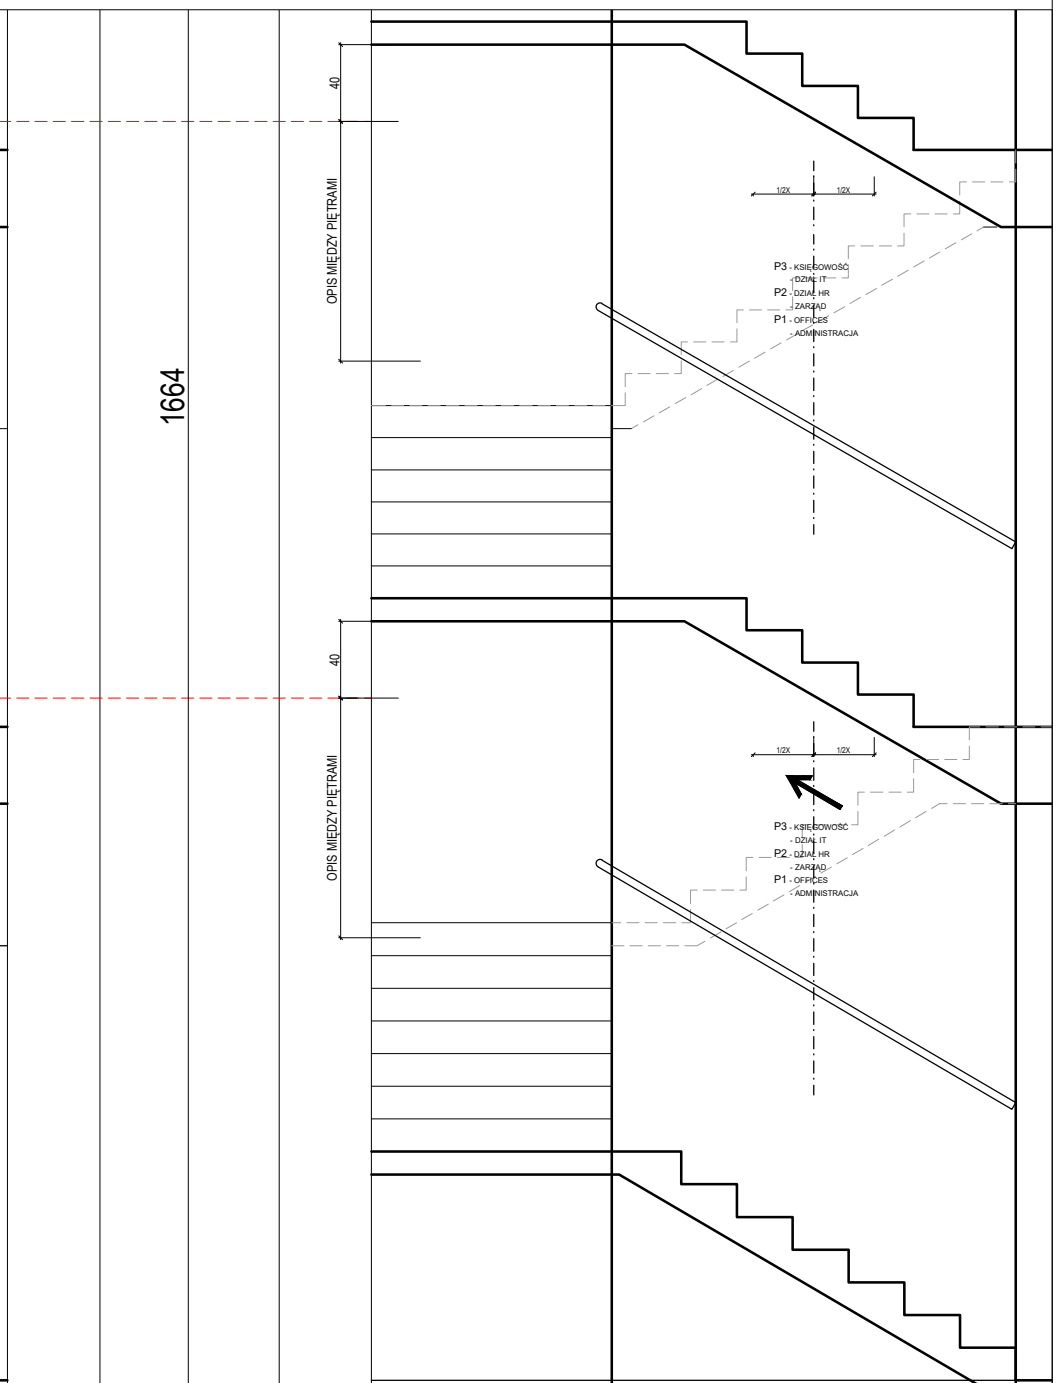 40
OPIS MIĘDZY PIĘTRAMI
1/2X 1/2X
P3 - KSIĘGOWOŚĆ
- DZIAŁ IT
P2 - DZIAŁ HR
- ZARZĄD
P1 - OFFICES
- ADMINISTRACJA
1664
40
OPIS MIĘDZY PIĘTRAMI
1/2X 1/2X
P3 - KSIĘGOWOŚĆ
- DZIAŁ IT
P2 - DZIAŁ HR
- ZARZĄD
P1 - OFFICES
- ADMINISTRACJA